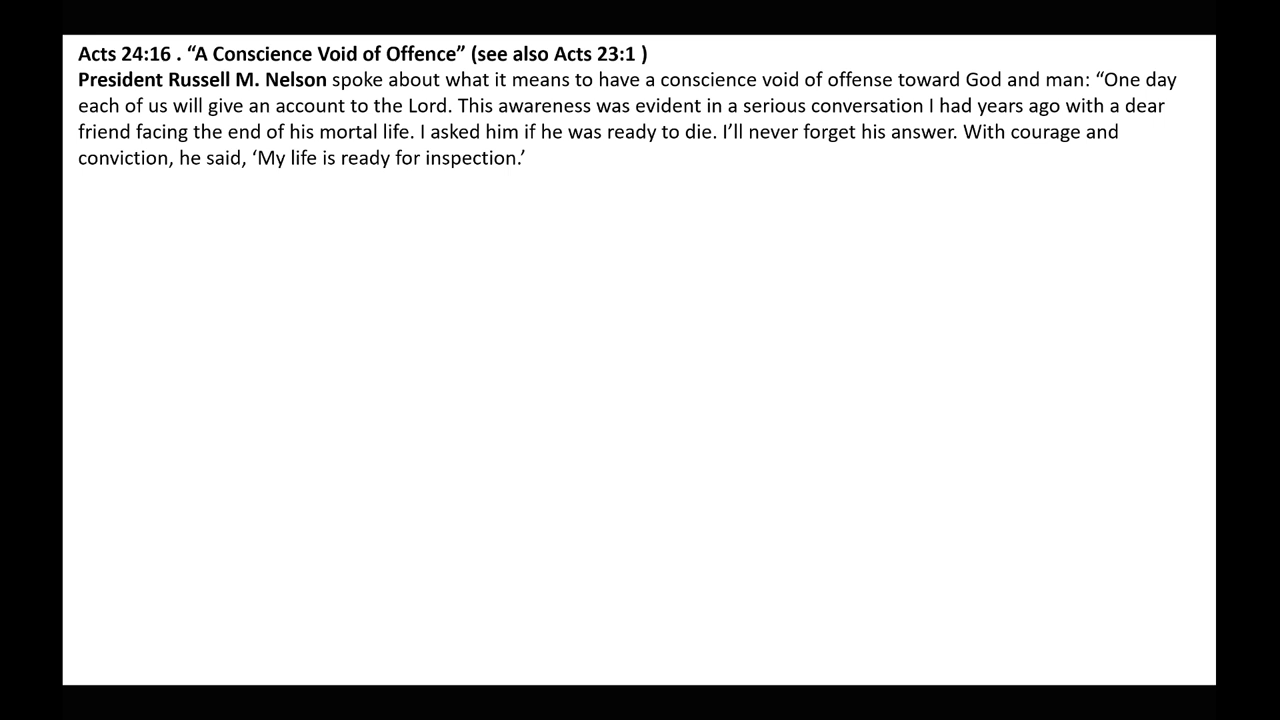 Acts 24:16 . “A Conscience Void of Offence” (see also Acts 23:1 )
President Russell M. Nelson spoke about what it means to have a conscience void of offense toward God and man: “One day
each of us will give an account to the Lord. This awareness was evident in a serious conversation I had years ago with a dear
friend facing the end of his mortal life. I asked him if he was ready to die. I’ll never forget his answer. With courage and
conviction, he said, ‘My life is ready for inspection.’